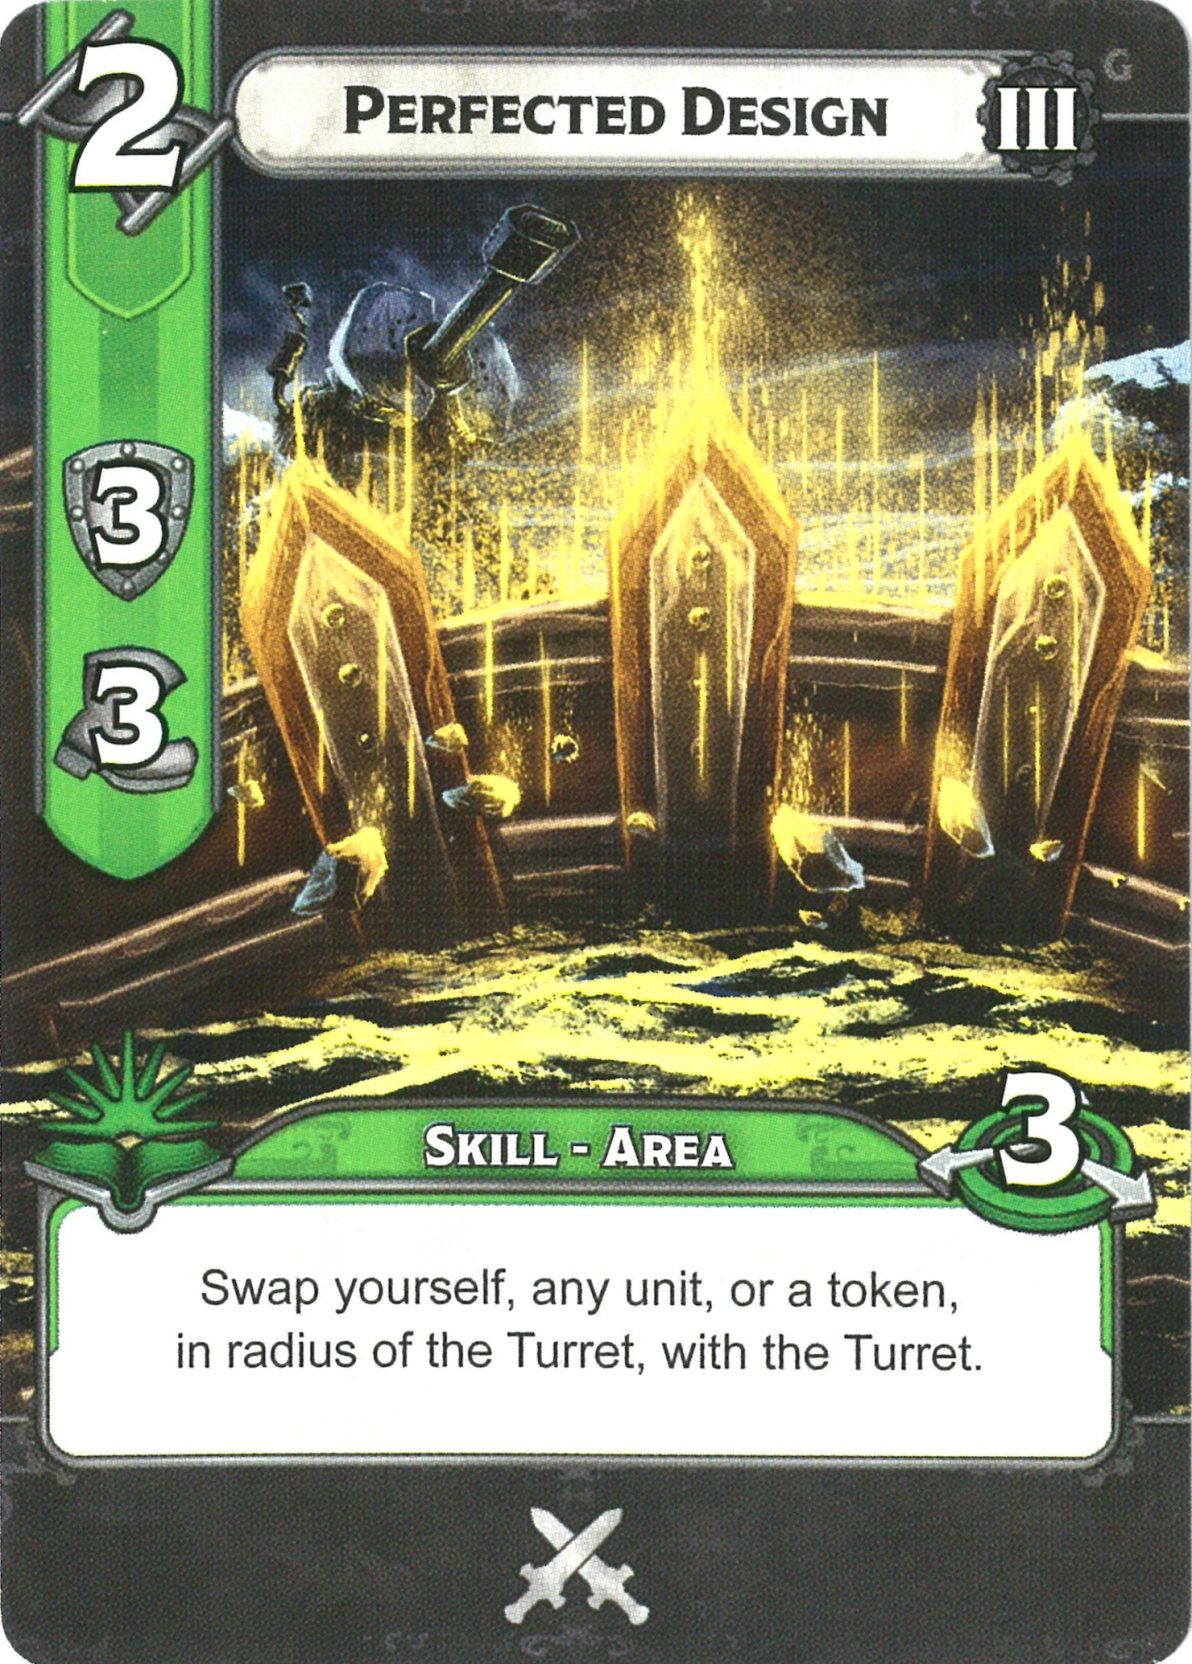 2
PERFECTED DESIGN
III
G
3
3
SKILL - AREA
3
Swap yourself, any unit, or a token,
in radius of the Turret, with the Turret.